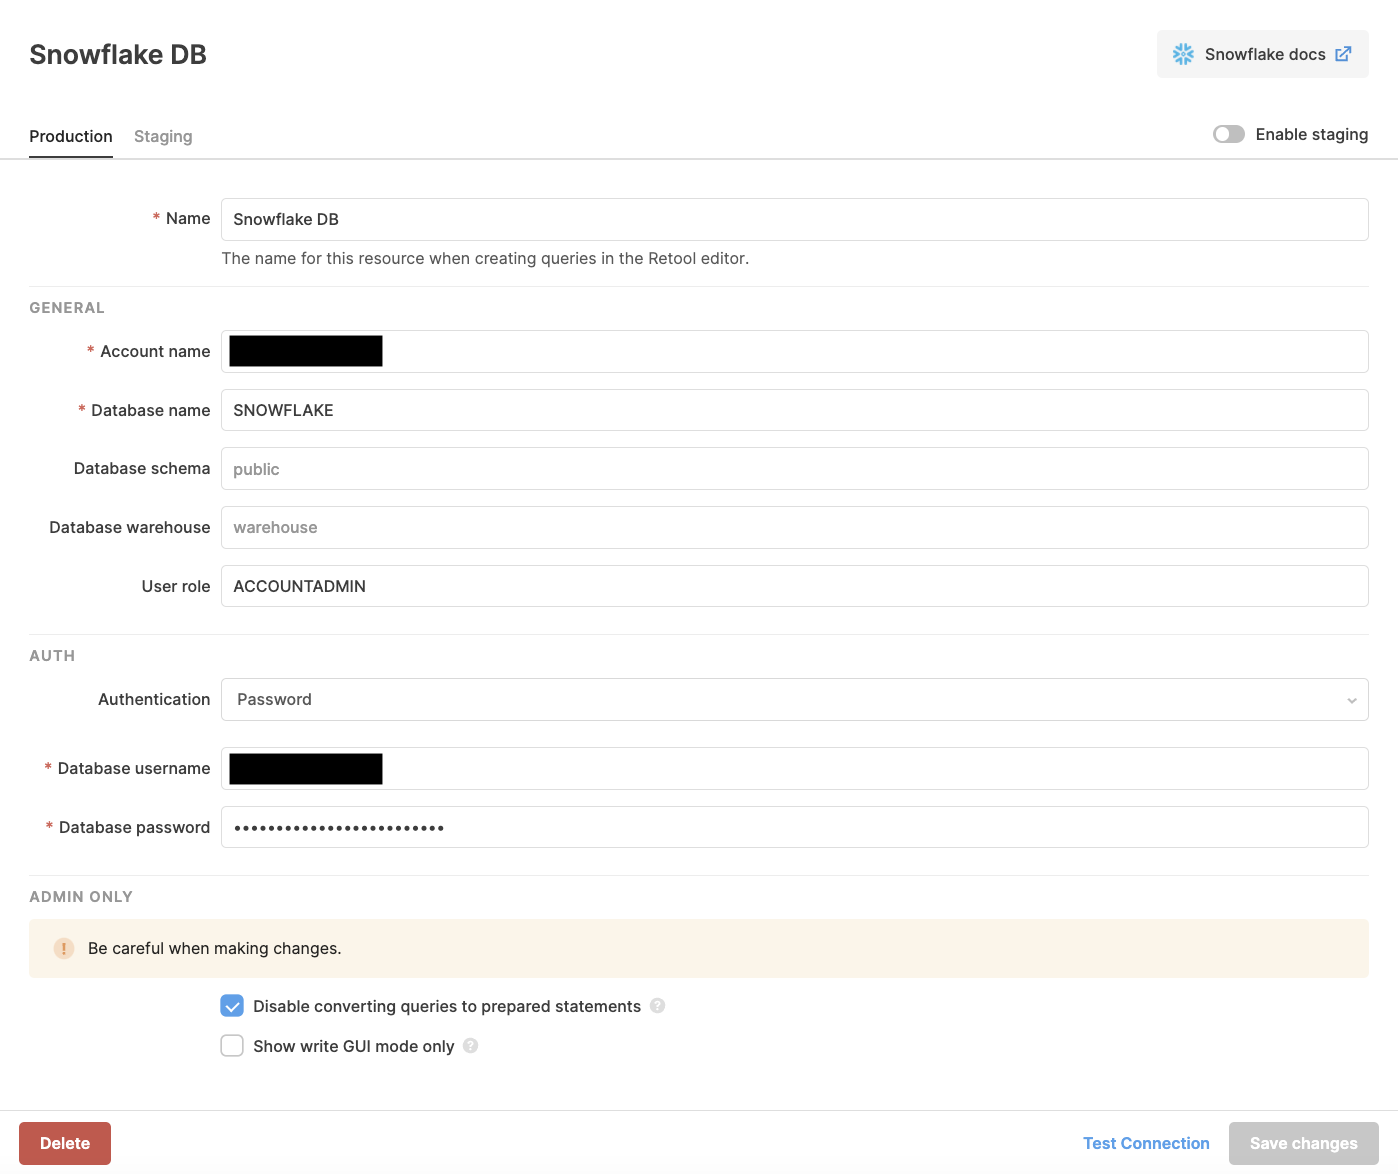 Snowflake DB
Snowflake docs
Production Staging
Enable staging
* Name Snowflake DB
The name for this resource when creating queries in the Retool editor.
GENERAL
* Account name
* Database name SNOWFLAKE
Database schema public
Database warehouse warehouse
User role ACCOUNTADMIN
AUTH
Authentication Password
* Database username
* Database password •••••••••••••••••••••••••
ADMIN ONLY
! Be careful when making changes.
Disable converting queries to prepared statements ?
Show write GUI mode only ?
Delete Test Connection Save changes